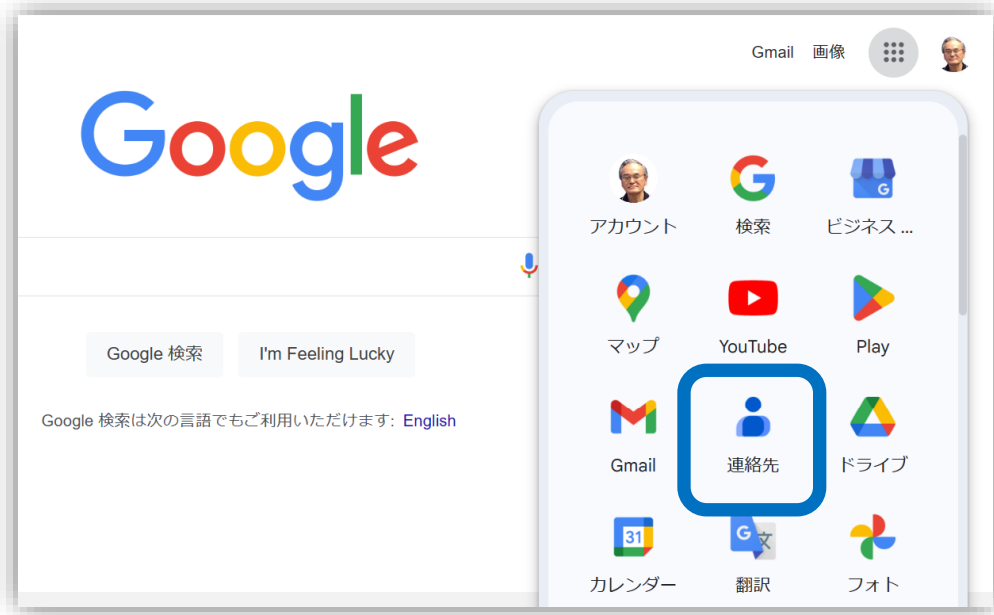 Gmail 画像
Google
アカウント 検索 ビジネス ...
G
マップ YouTube Play
Google 検索 I'm Feeling Lucky
Google 検索は次の言語でもご利用いただけます: English
Gmail 連絡先 ドライブ
31 G 文
カレンダー 翻訳 フォト